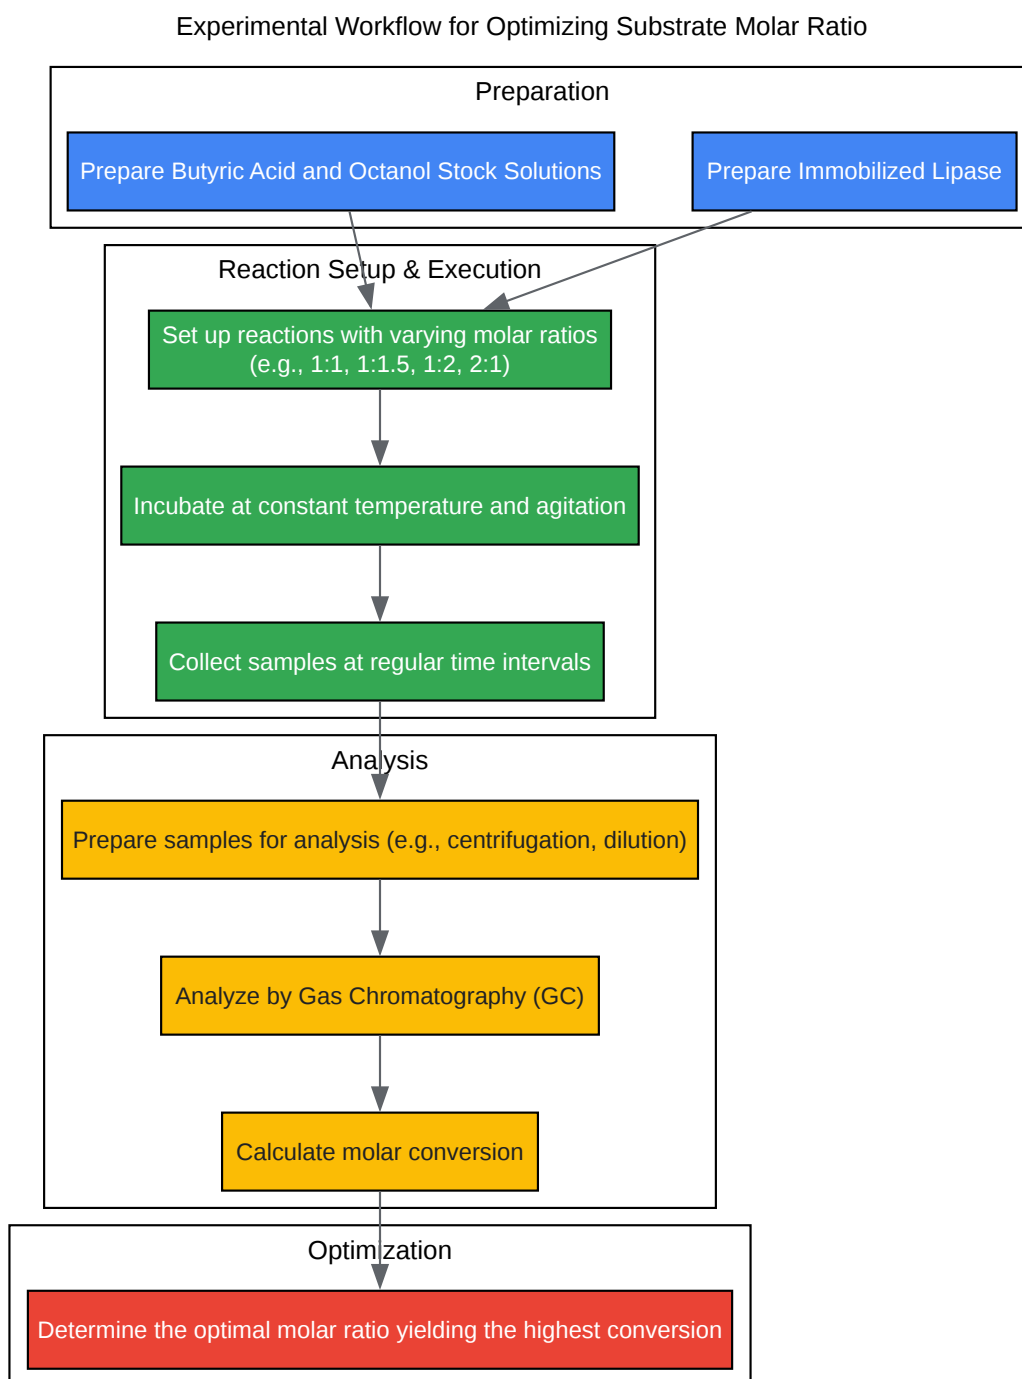 Experimental Workflow for Optimizing Substrate Molar Ratio
Preparation
Prepare Butyric Acid and Octanol Stock Solutions
Prepare Immobilized Lipase
Reaction Setup & Execution
Set up reactions with varying molar ratios
(e.g., 1:1, 1:1.5, 1:2, 2:1)
Incubate at constant temperature and agitation
Collect samples at regular time intervals
Analysis
Prepare samples for analysis (e.g., centrifugation, dilution)
Analyze by Gas Chromatography (GC)
Calculate molar conversion
Optimization
Determine the optimal molar ratio yielding the highest conversion